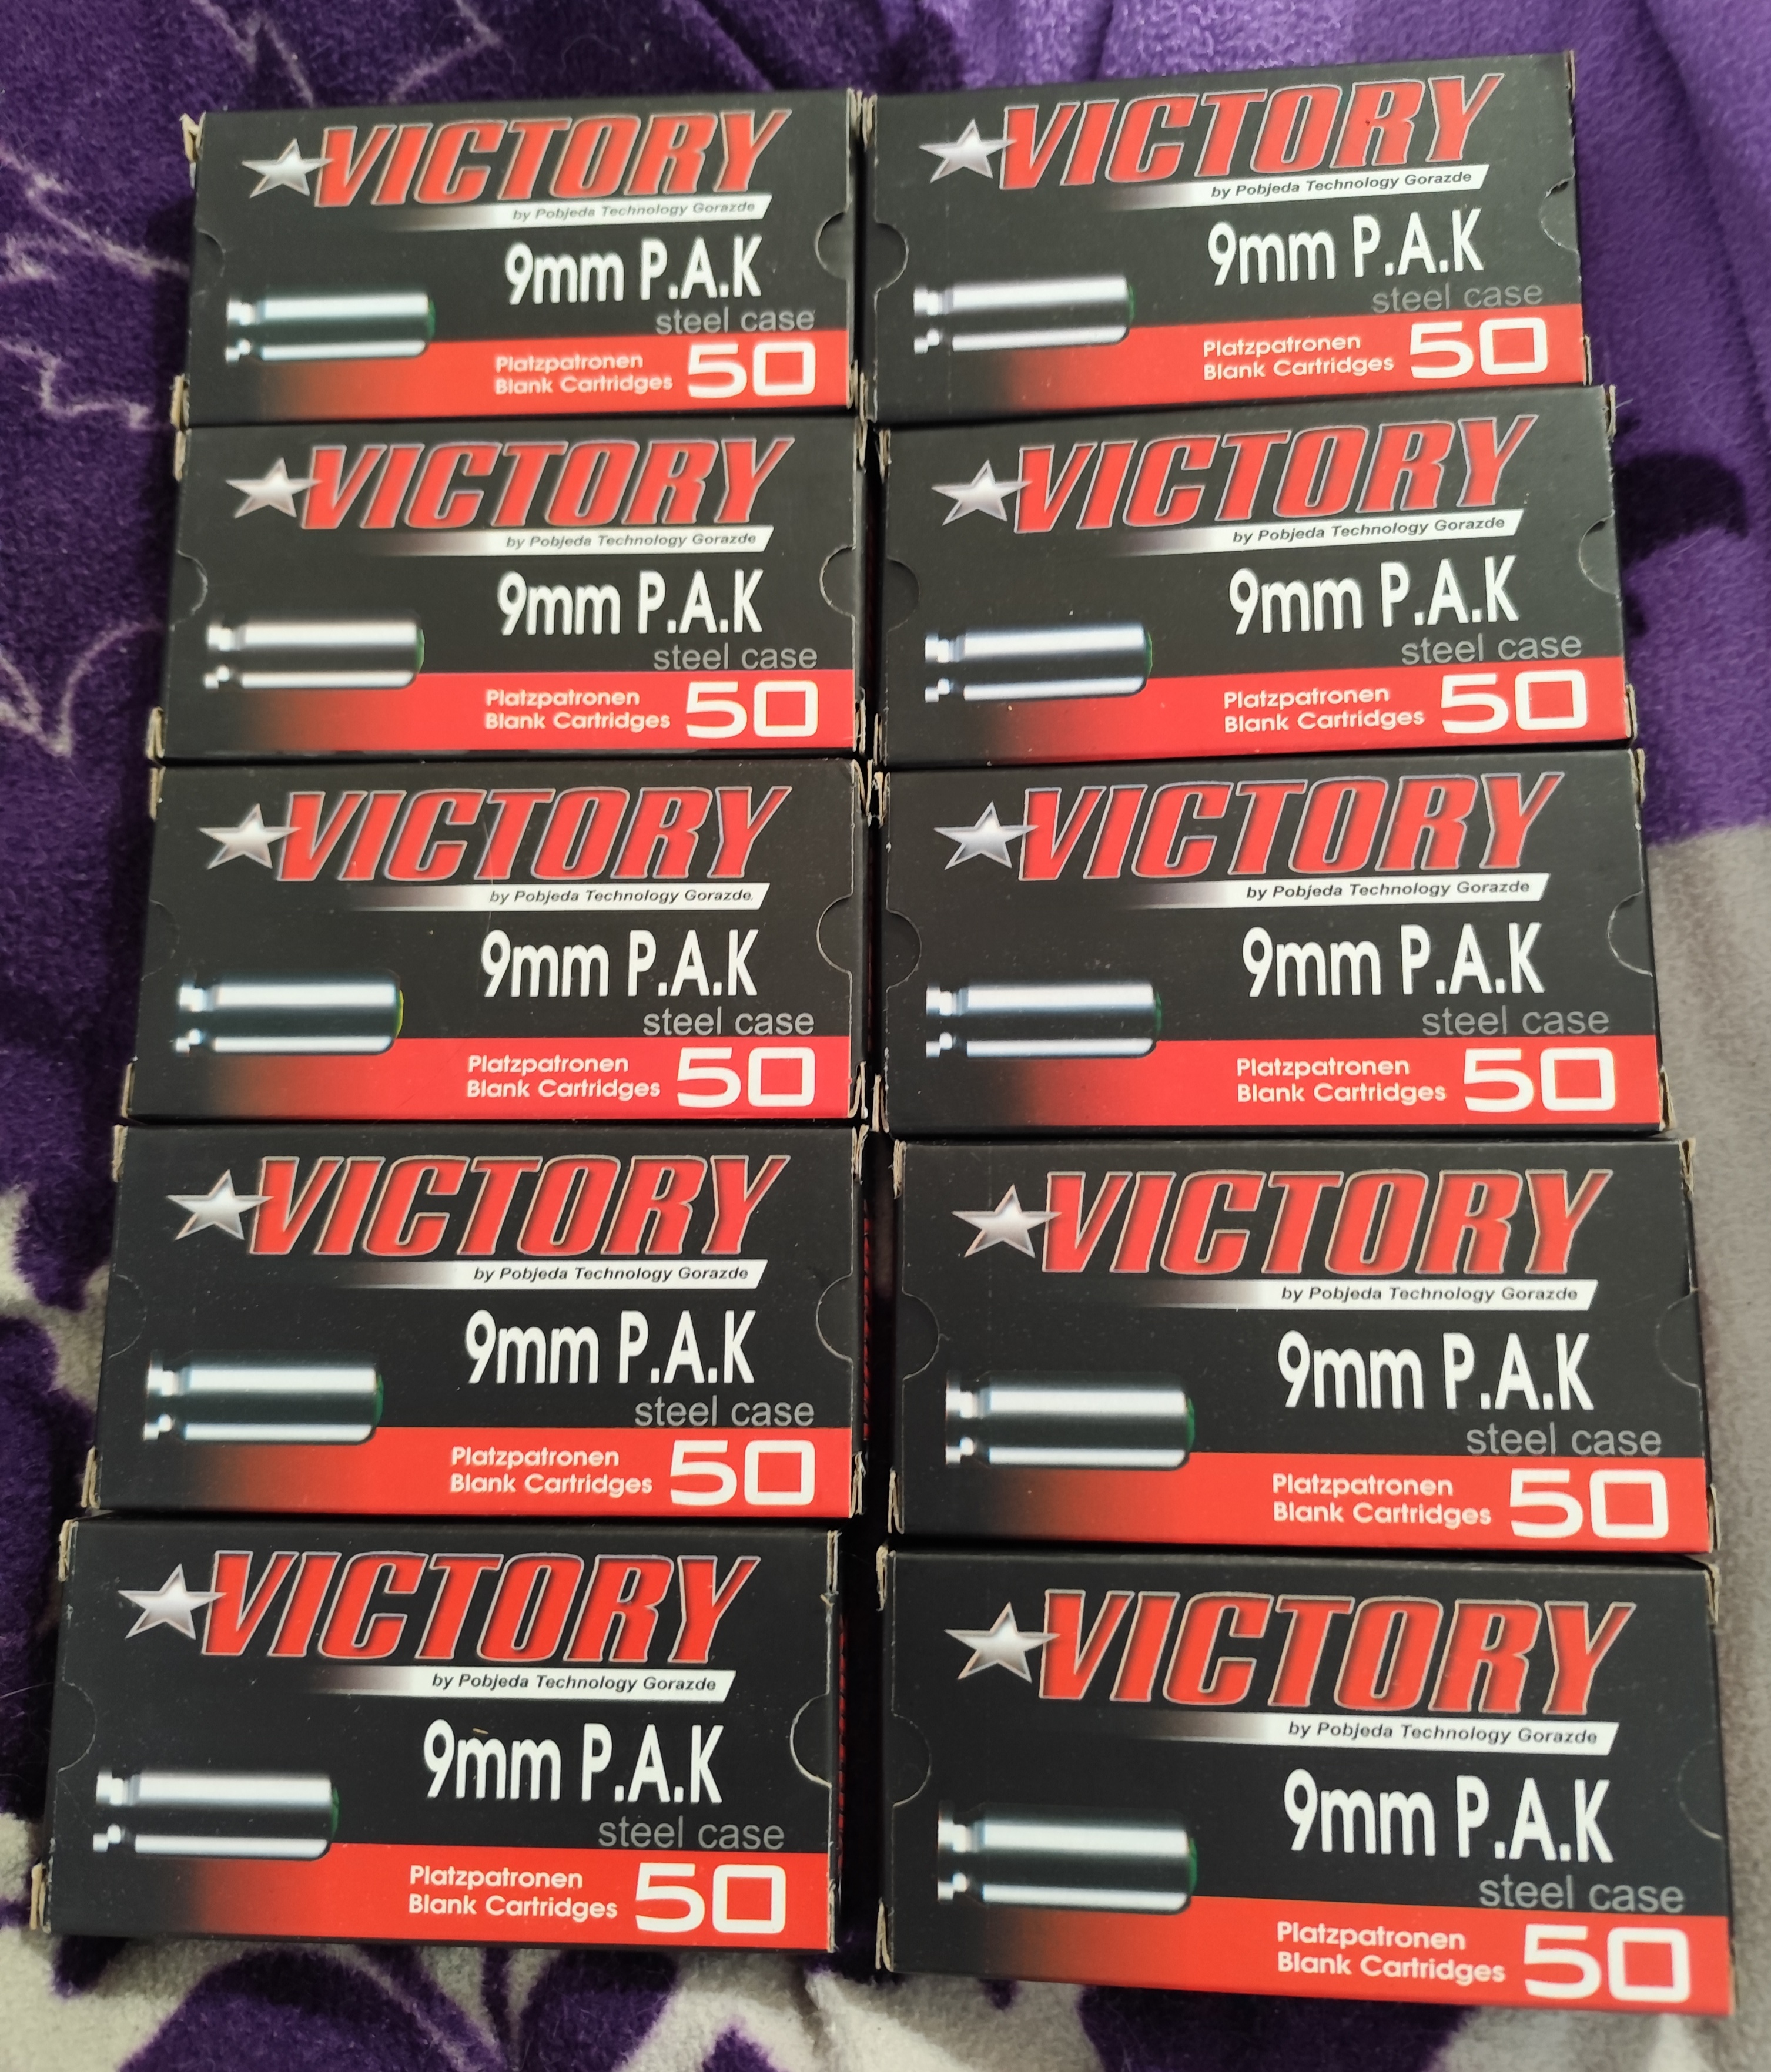 VICTORY
by Pobjeda Technology Gorazde
9mm P.A.K
steel case
Platzpatronen
Blank Cartridges 50
VICTORY
by Pobjeda Technology Gorazde
9mm P.A.K
steel case
Platzpatronen
Blank Cartridges 50
VICTORY
by Pobjeda Technology Gorazde
9mm P.A.K
steel case
Platzpatronen
Blank Cartridges 50
VICTORY
by Pobjeda Technology Gorazde
9mm P.A.K
steel case
Platzpatronen
Blank Cartridges 50
VICTORY
by Pobjeda Technology Gorazde
9mm P.A.K
steel case
Platzpatronen
Blank Cartridges 50
VICTORY
by Pobjeda Technology Gorazde
9mm P.A.K
steel case
Platzpatronen
Blank Cartridges 50
VICTORY
by Pobjeda Technology Gorazde
9mm P.A.K
steel case
Platzpatronen
Blank Cartridges 50
VICTORY
by Pobjeda Technology Gorazde
9mm P.A.K
steel case
Platzpatronen
Blank Cartridges 50
VICTORY
by Pobjeda Technology Gorazde
9mm P.A.K
steel case
Platzpatronen
Blank Cartridges 50
VICTORY
by Pobjeda Technology Gorazde
9mm P.A.K
steel case
Platzpatronen
Blank Cartridges 50